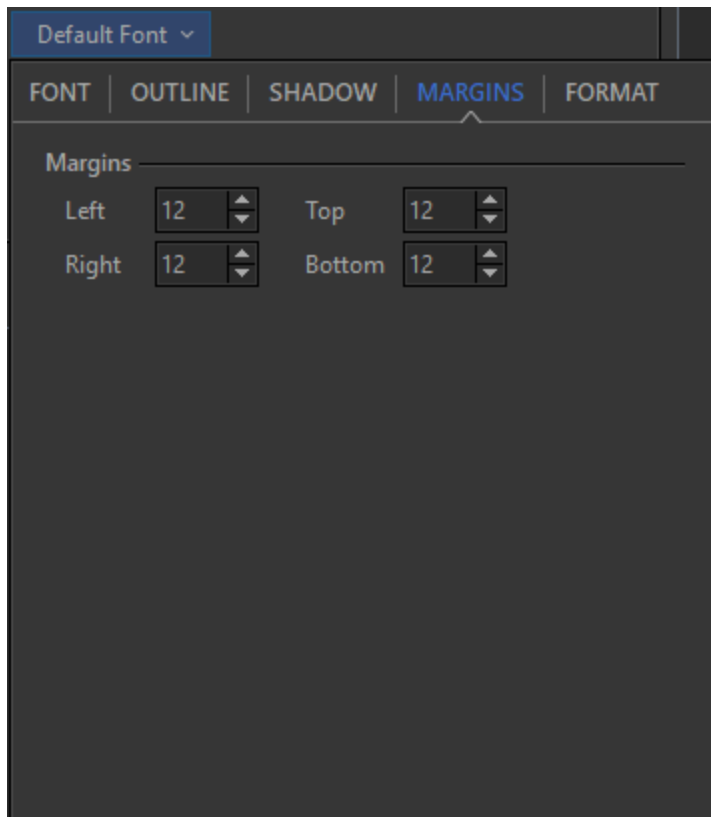 Default Font
FONT OUTLINE SHADOW MARGINS FORMAT
Margins
Left 12 Top 12
Right 12 Bottom 12